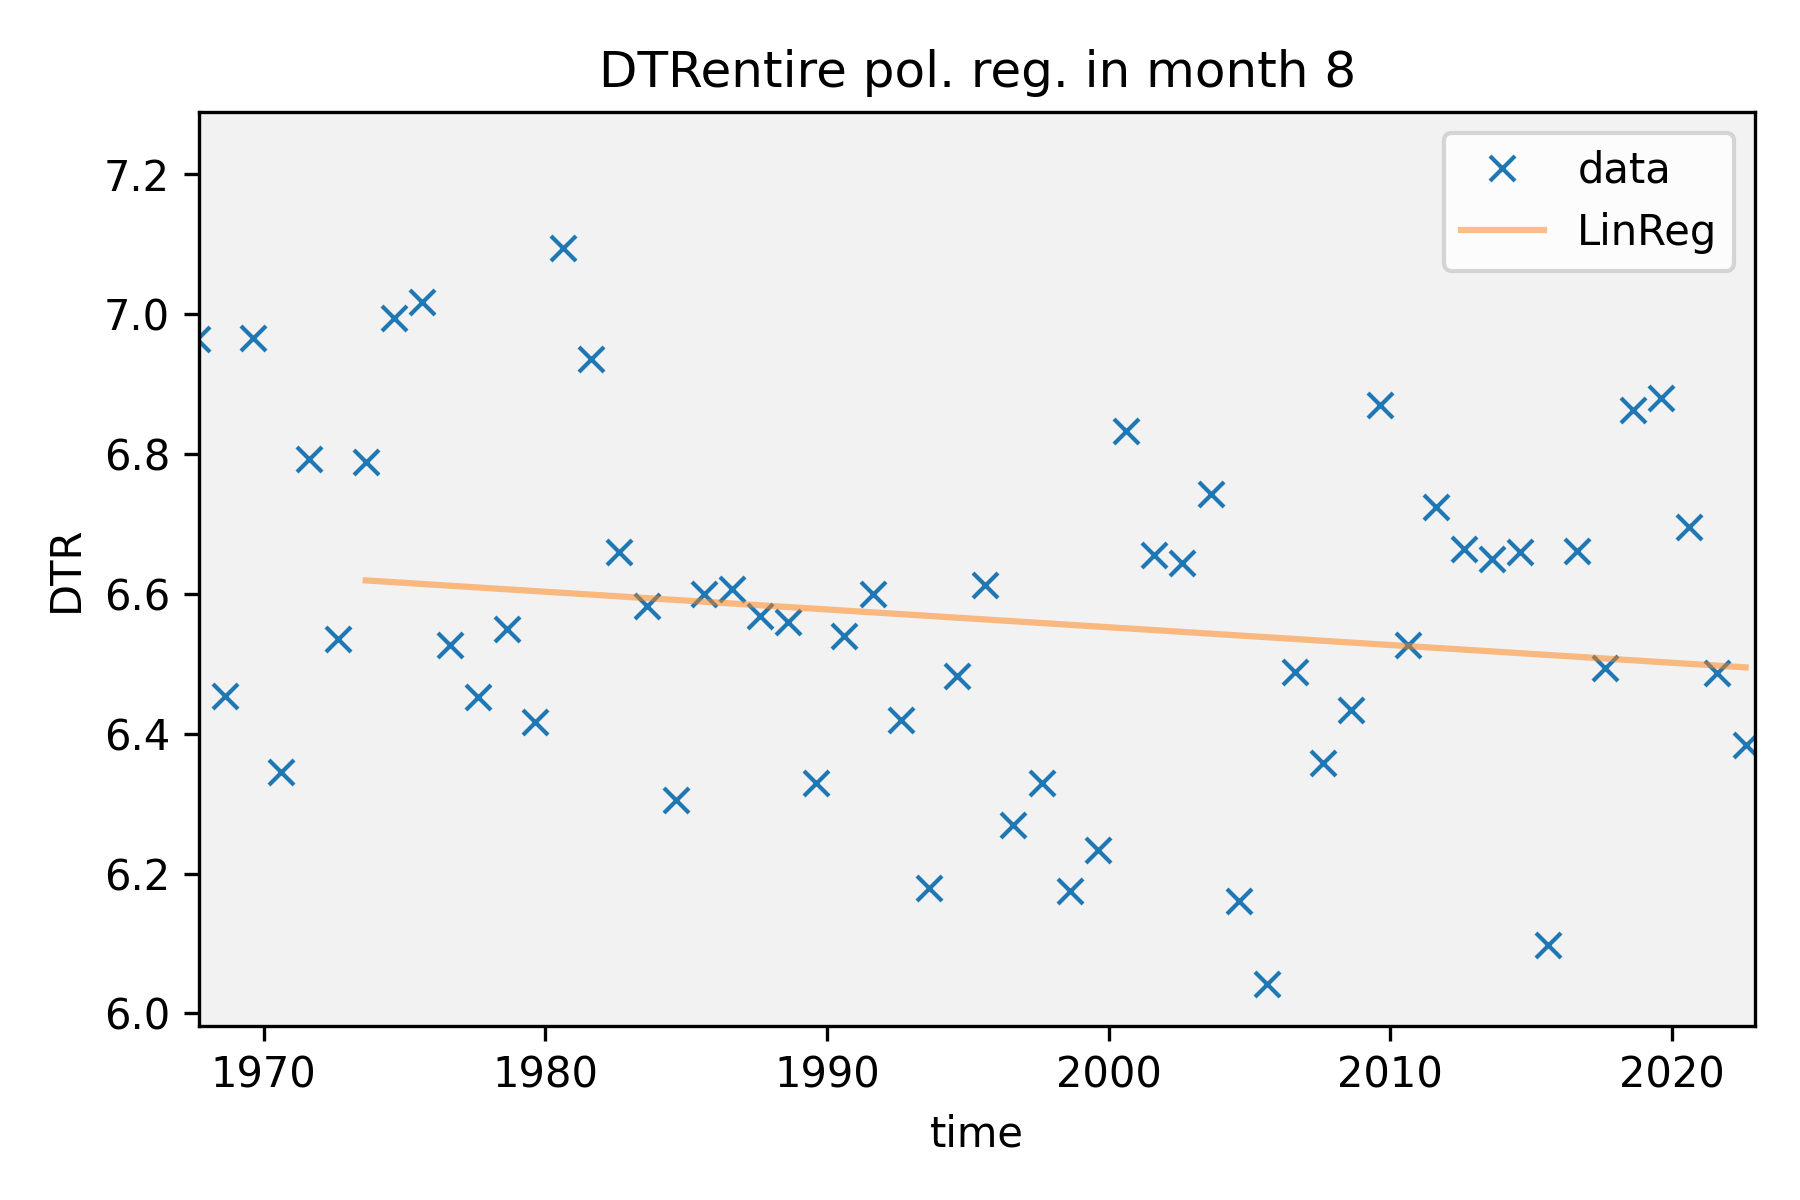 DTRentire pol. reg. in month 8
data
LinReg
7.2
7.0
6.8
6.6
6.4
6.2
6.0
DTR
1970 1980 1990 2000 2010 2020
time